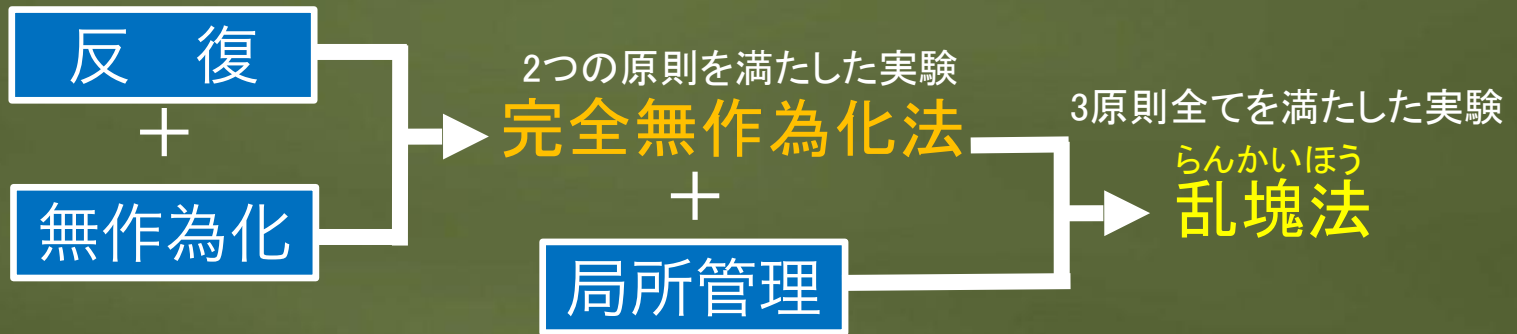 反　復
＋
無作為化
2つの原則を満たした実験
完全無作為化法
＋
局所管理
3原則全てを満たした実験
らんかいほう
乱塊法